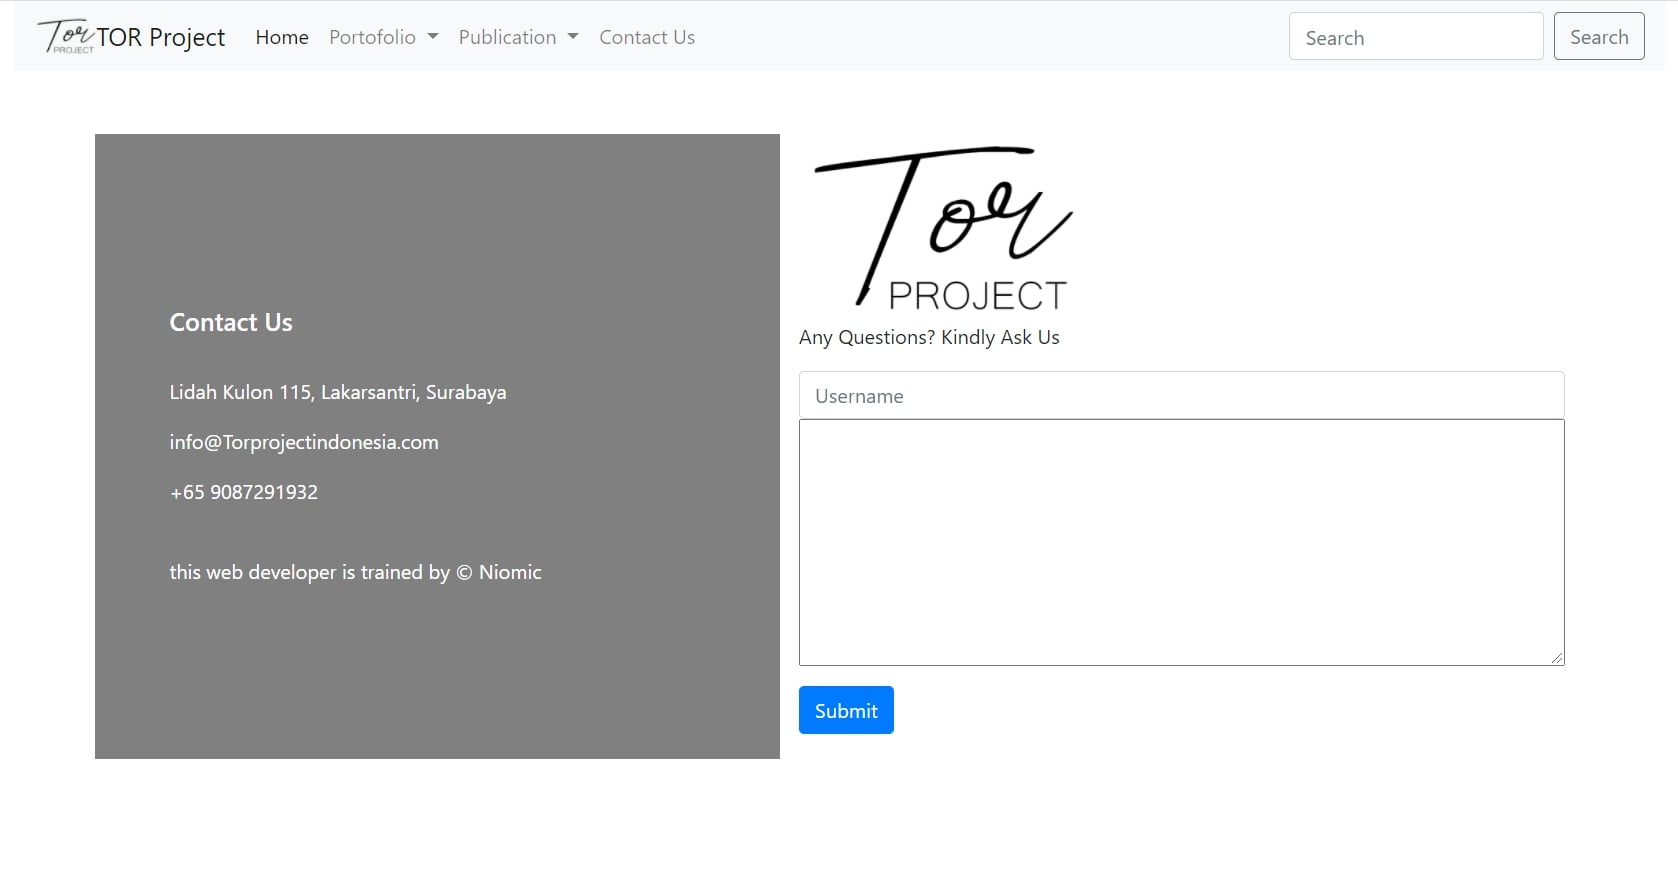 Tor PROJECT TOR Project Home Portofolio Publication Contact Us Search Search
Contact Us
Lidah Kulon 115, Lakarsantri, Surabaya
info@Torprojectindonesia.com
+65 9087291932
this web developer is trained by © Niomic
Tor
PROJECT
Any Questions? Kindly Ask Us
Username
Submit